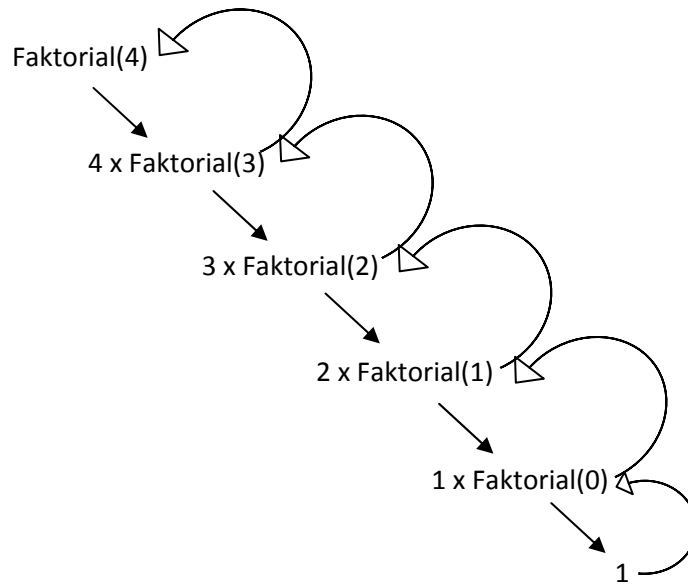 Faktorial(4)
4 x Faktorial(3)
3 x Faktorial(2)
2 x Faktorial(1)
1 x Faktorial(0)
1